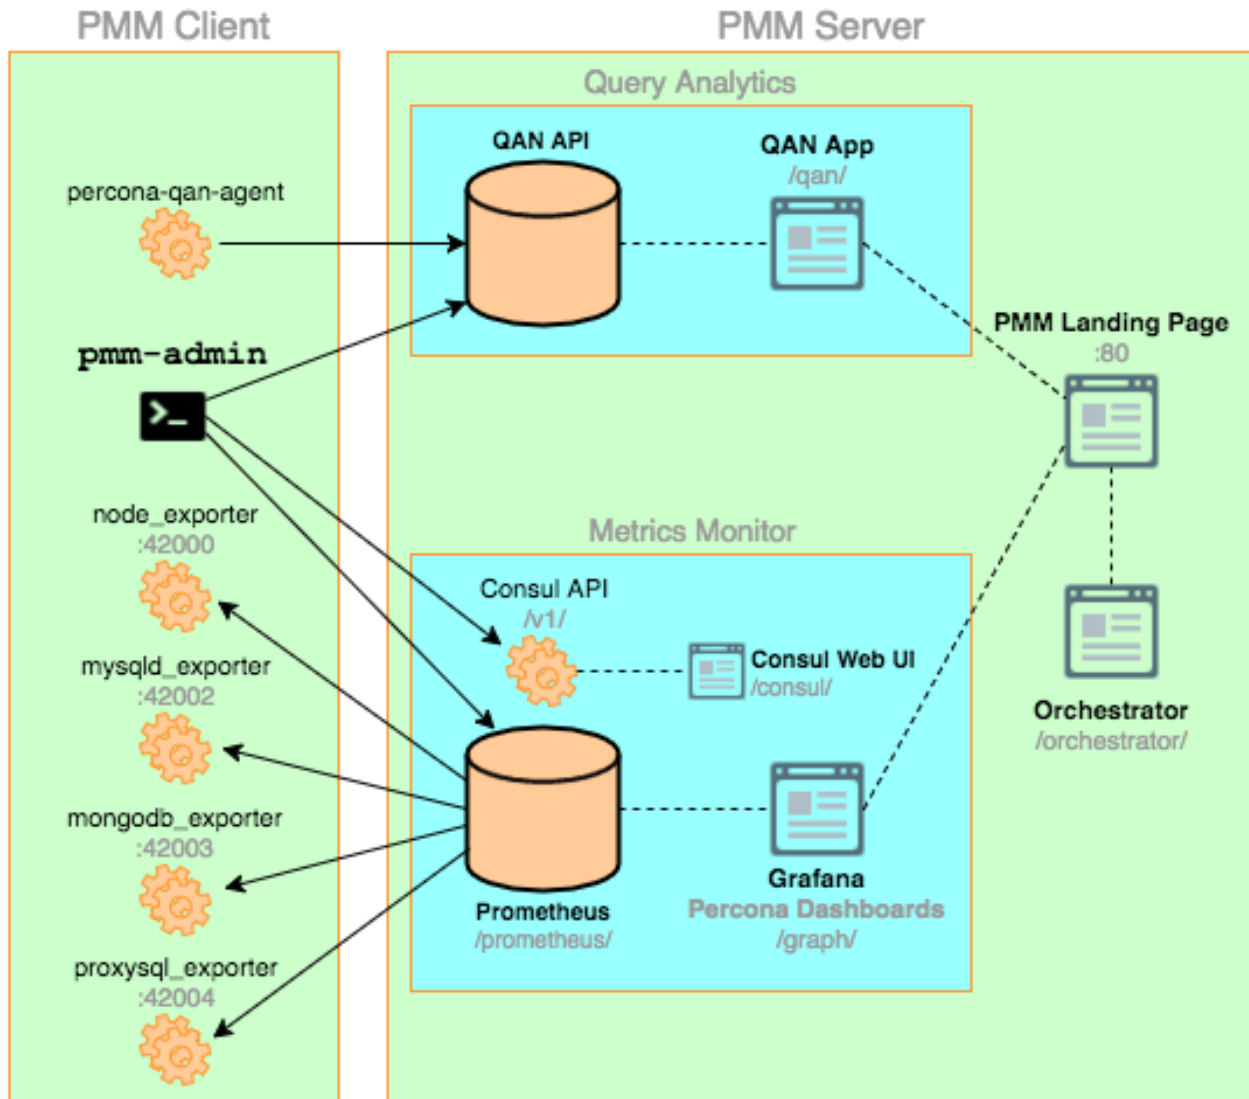 PMM Client
PMM Server
Query Analytics
QAN API
QAN App
/qan/
percona-qan-agent
PMM Landing Page
:80
pmm-admin
>_
node_exporter
:42000
Metrics Monitor
Consul API
/v1/
mysqld_exporter
:42002
Consul Web UI
/consul/
Orchestrator
/orchestrator/
mongodb_exporter
:42003
Grafana
Percona Dashboards
/graph/
Prometheus
/prometheus/
proxysql_exporter
:42004